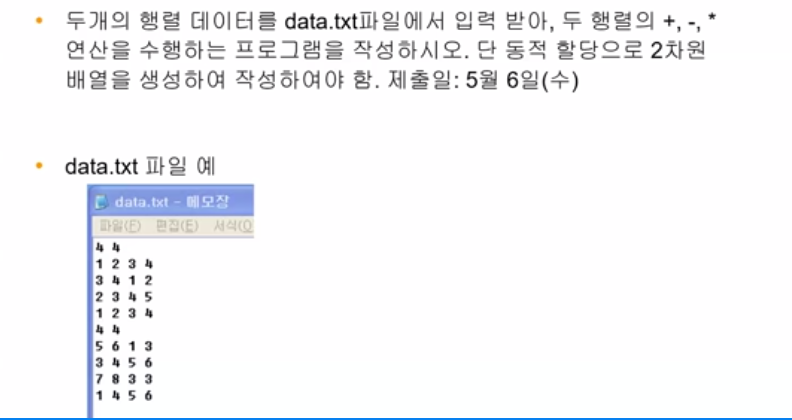 • 두개의 행렬 데이터를 data.txt파일에서 입력 받아, 두 행렬의 +, -, *
연산을 수행하는 프로그램을 작성하시오. 단 동적 할당으로 2차원
배열을 생성하여 작성하여야 함. 제출일: 5월 6일(수)
• data.txt 파일 예
data.txt - 메모장
파일(F) 편집(E) 서식(O
4 4
1 2 3 4
3 4 1 2
2 3 4 5
1 2 3 4
4 4
5 6 1 3
3 4 5 6
7 8 3 3
1 4 5 6